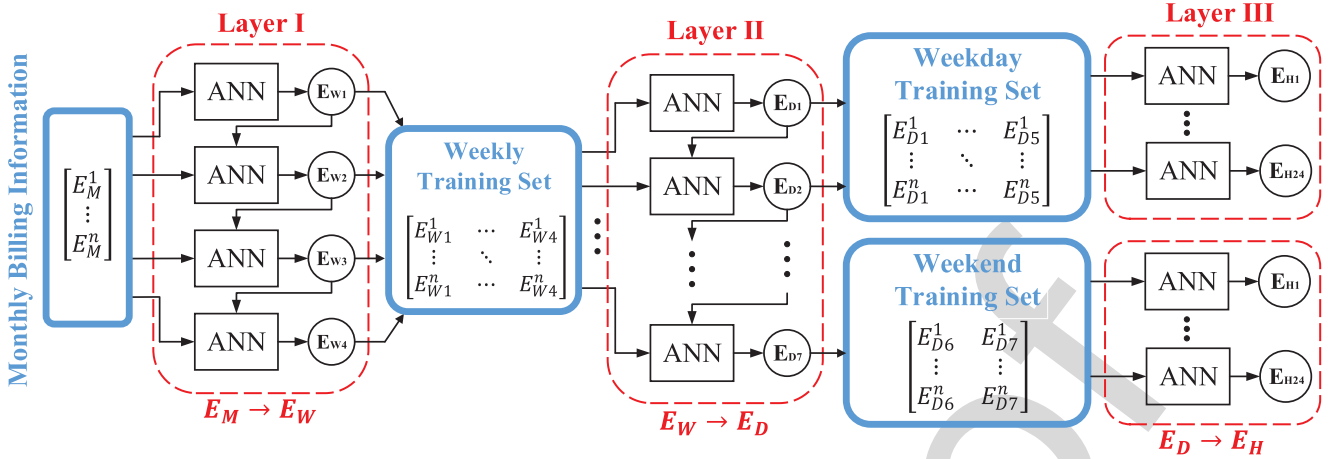 Monthly Billing Information
E_M^1
⋮
E_M^n
Layer I
ANN E_W1
ANN E_W2
ANN E_W3
ANN E_W4
E_M → E_W
Weekly
Training Set
E_W1^1 ⋯ E_W4^1
⋮ ⋱ ⋮
E_W1^n ⋯ E_W4^n
Layer II
ANN E_D1
ANN E_D2
ANN E_D7
E_W → E_D
Weekday
Training Set
E_D1^1 ⋯ E_D5^1
⋮ ⋱ ⋮
E_D1^n ⋯ E_D5^n
Weekend
Training Set
E_D6^1 E_D7^1
⋮ ⋮
E_D6^n E_D7^n
Layer III
ANN E_H1
ANN E_H24
ANN E_H1
ANN E_H24
E_D → E_H